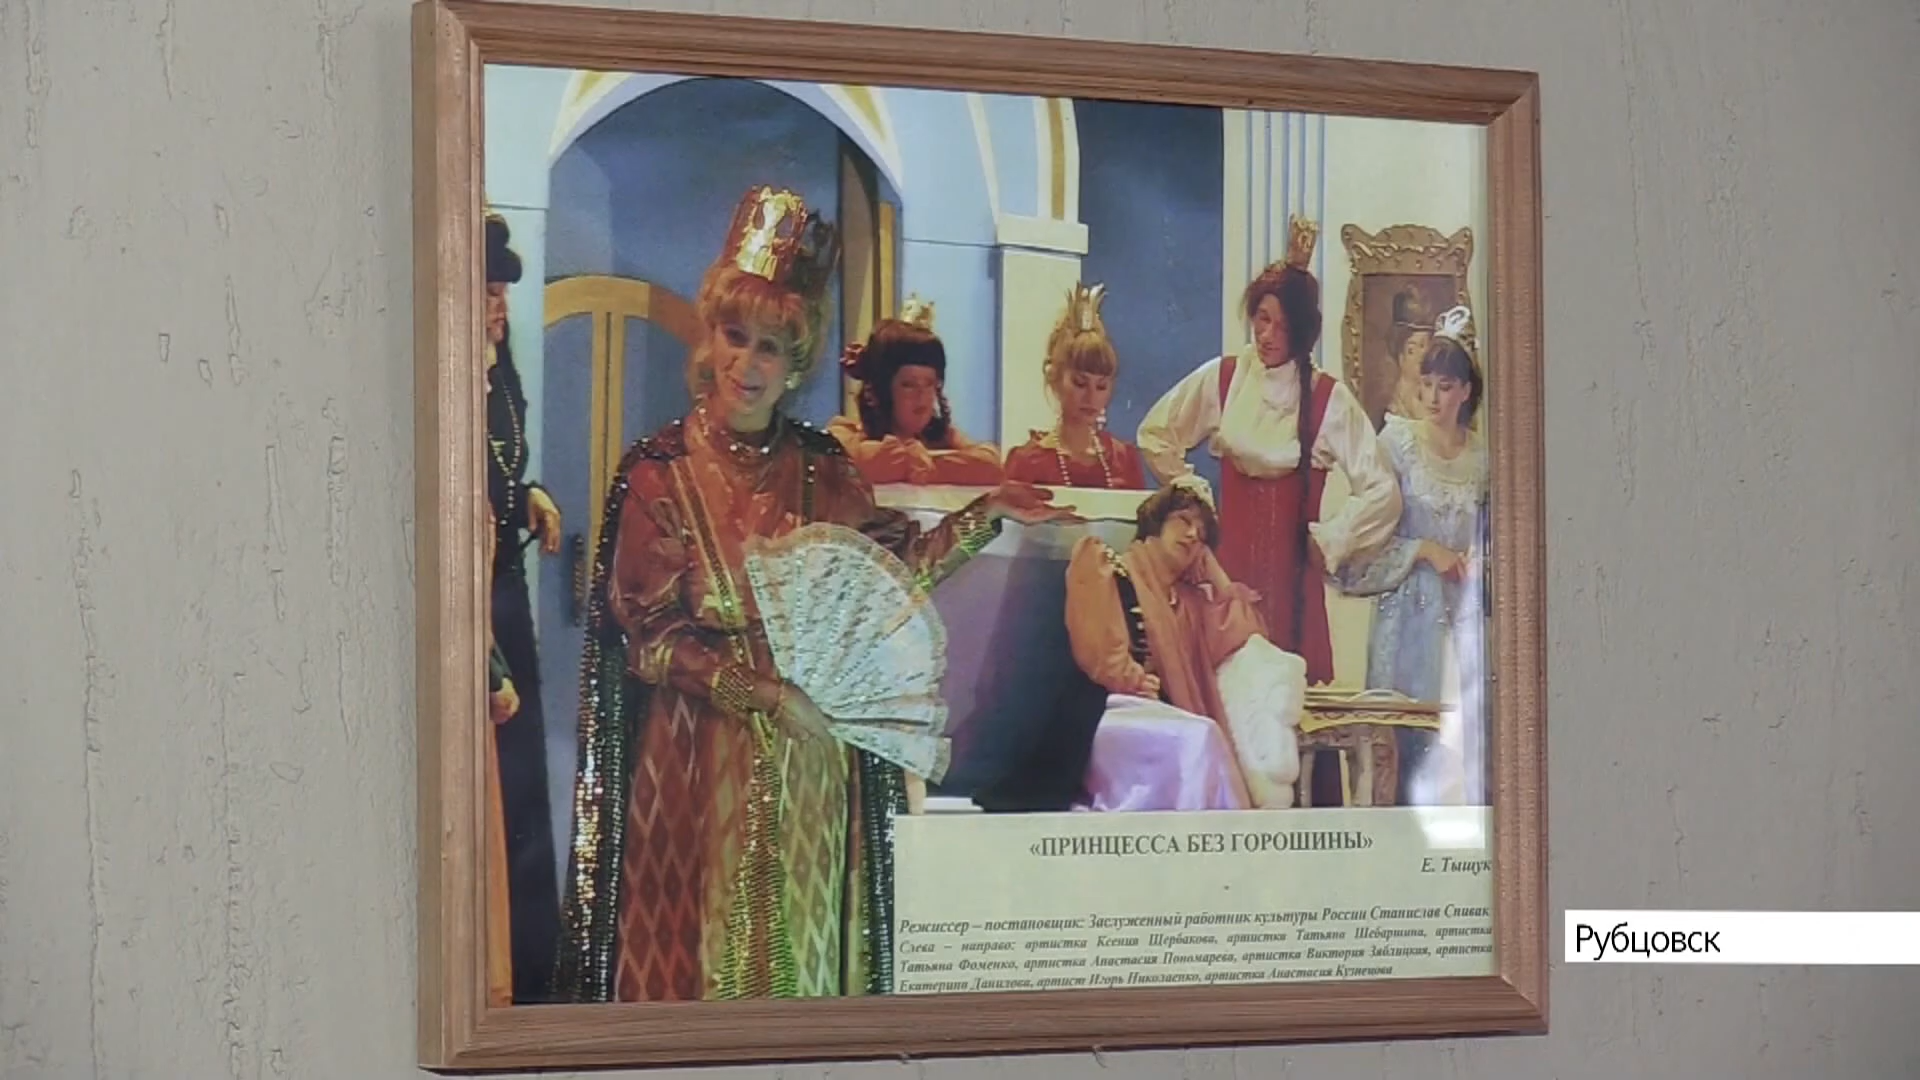 «ПРИНЦЕССА БЕЗ ГОРОШИНЫ»
Е. Тыщук
Режиссер – постановщик: Заслуженный работник культуры России Станислав Спивак
Слева – направо: артистка Ксения Щербакова, артистка Татьяна Шебаршина, артистка
Татьяна Фоменко, артистка Анастасия Пономарева, артистка Виктория Зяблицкая, артистка
Екатерина Данилова, артист Игорь Николаенко, артистка Анастасия Кузнецова
Рубцовск